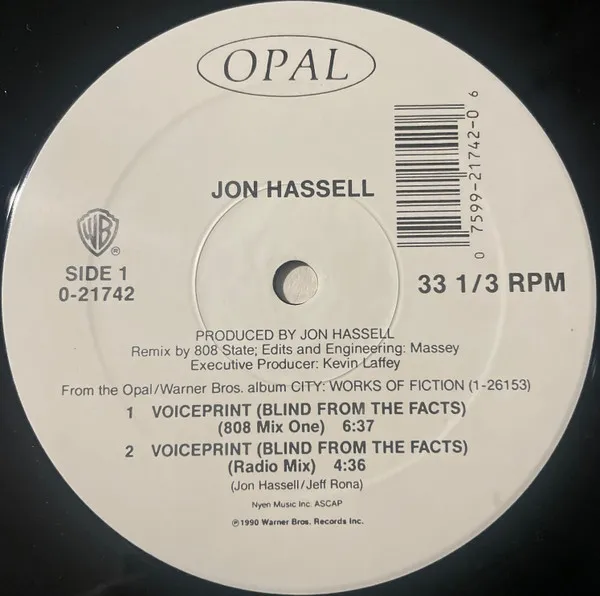 OPAL
JON HASSELL
0 7599-21742-0 6
WB
®
SIDE 1
0-21742
33 1/3 RPM
PRODUCED BY JON HASSELL
Remix by 808 State; Edits and Engineering: Massey
Executive Producer: Kevin Laffey
From the Opal/Warner Bros. album CITY: WORKS OF FICTION (1-26153)
1 VOICEPRINT (BLIND FROM THE FACTS)
(808 Mix One) 6:37
2 VOICEPRINT (BLIND FROM THE FACTS)
(Radio Mix) 4:36
(Jon Hassell/Jeff Rona)
Nyen Music Inc. ASCAP
℗ 1990 Warner Bros. Records Inc.